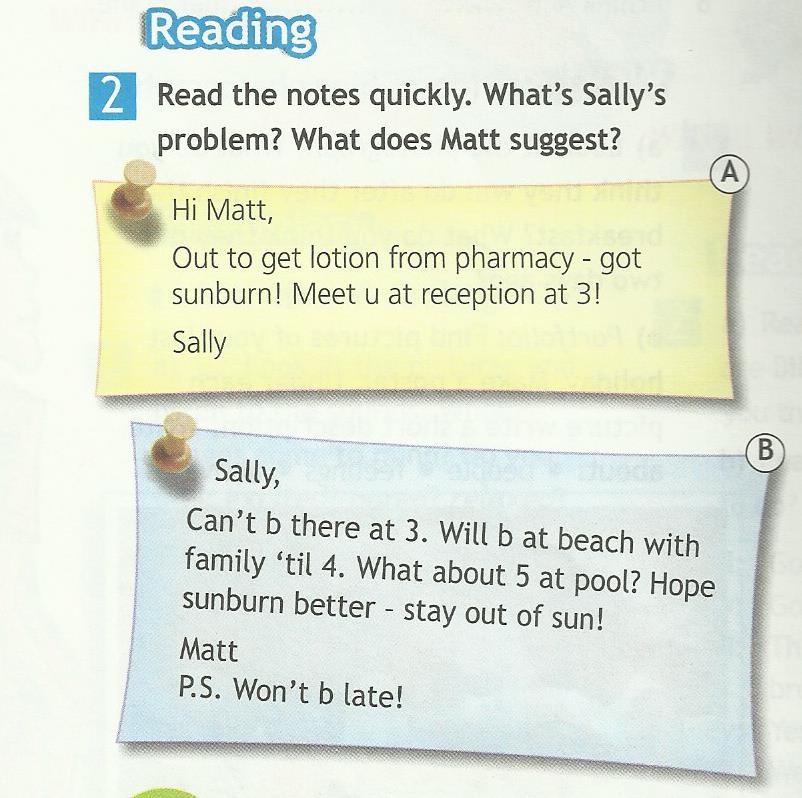 Reading
2 Read the notes quickly. What's Sally's
problem? What does Matt suggest?
A
Hi Matt,
Out to get lotion from pharmacy - got
sunburn! Meet u at reception at 3!
Sally
B
Sally,
Can't b there at 3. Will b at beach with
family 'til 4. What about 5 at pool? Hope
sunburn better - stay out of sun!
Matt
P.S. Won't b late!